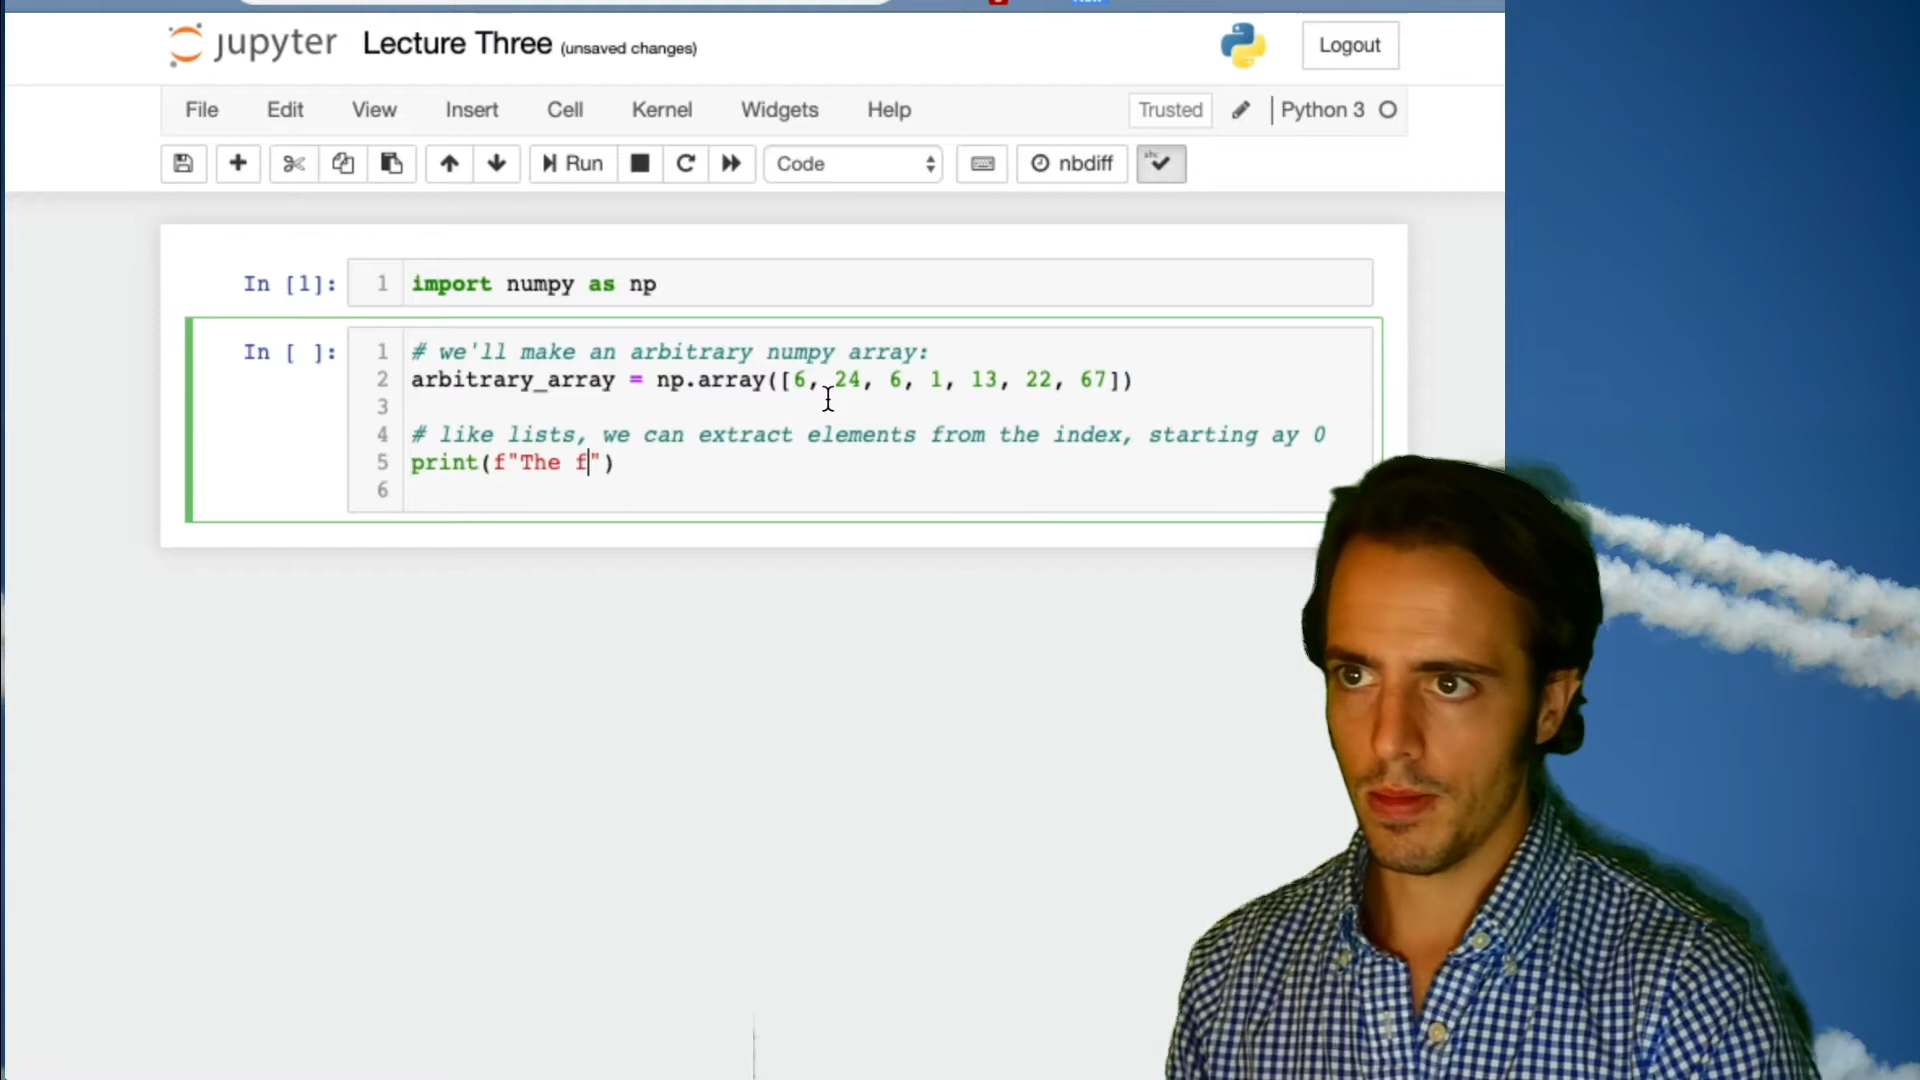 jupyter Lecture Three (unsaved changes) Logout
File Edit View Insert Cell Kernel Widgets Help Trusted Python 3
Run Code nbdiff abc
In [1]: 1 import numpy as np
In [ ]: 1 # we'll make an arbitrary numpy array:
2 arbitrary_array = np.array([6, 24, 6, 1, 13, 22, 67])
3
4 # like lists, we can extract elements from the index, starting ay 0
5 print(f"The f")
6